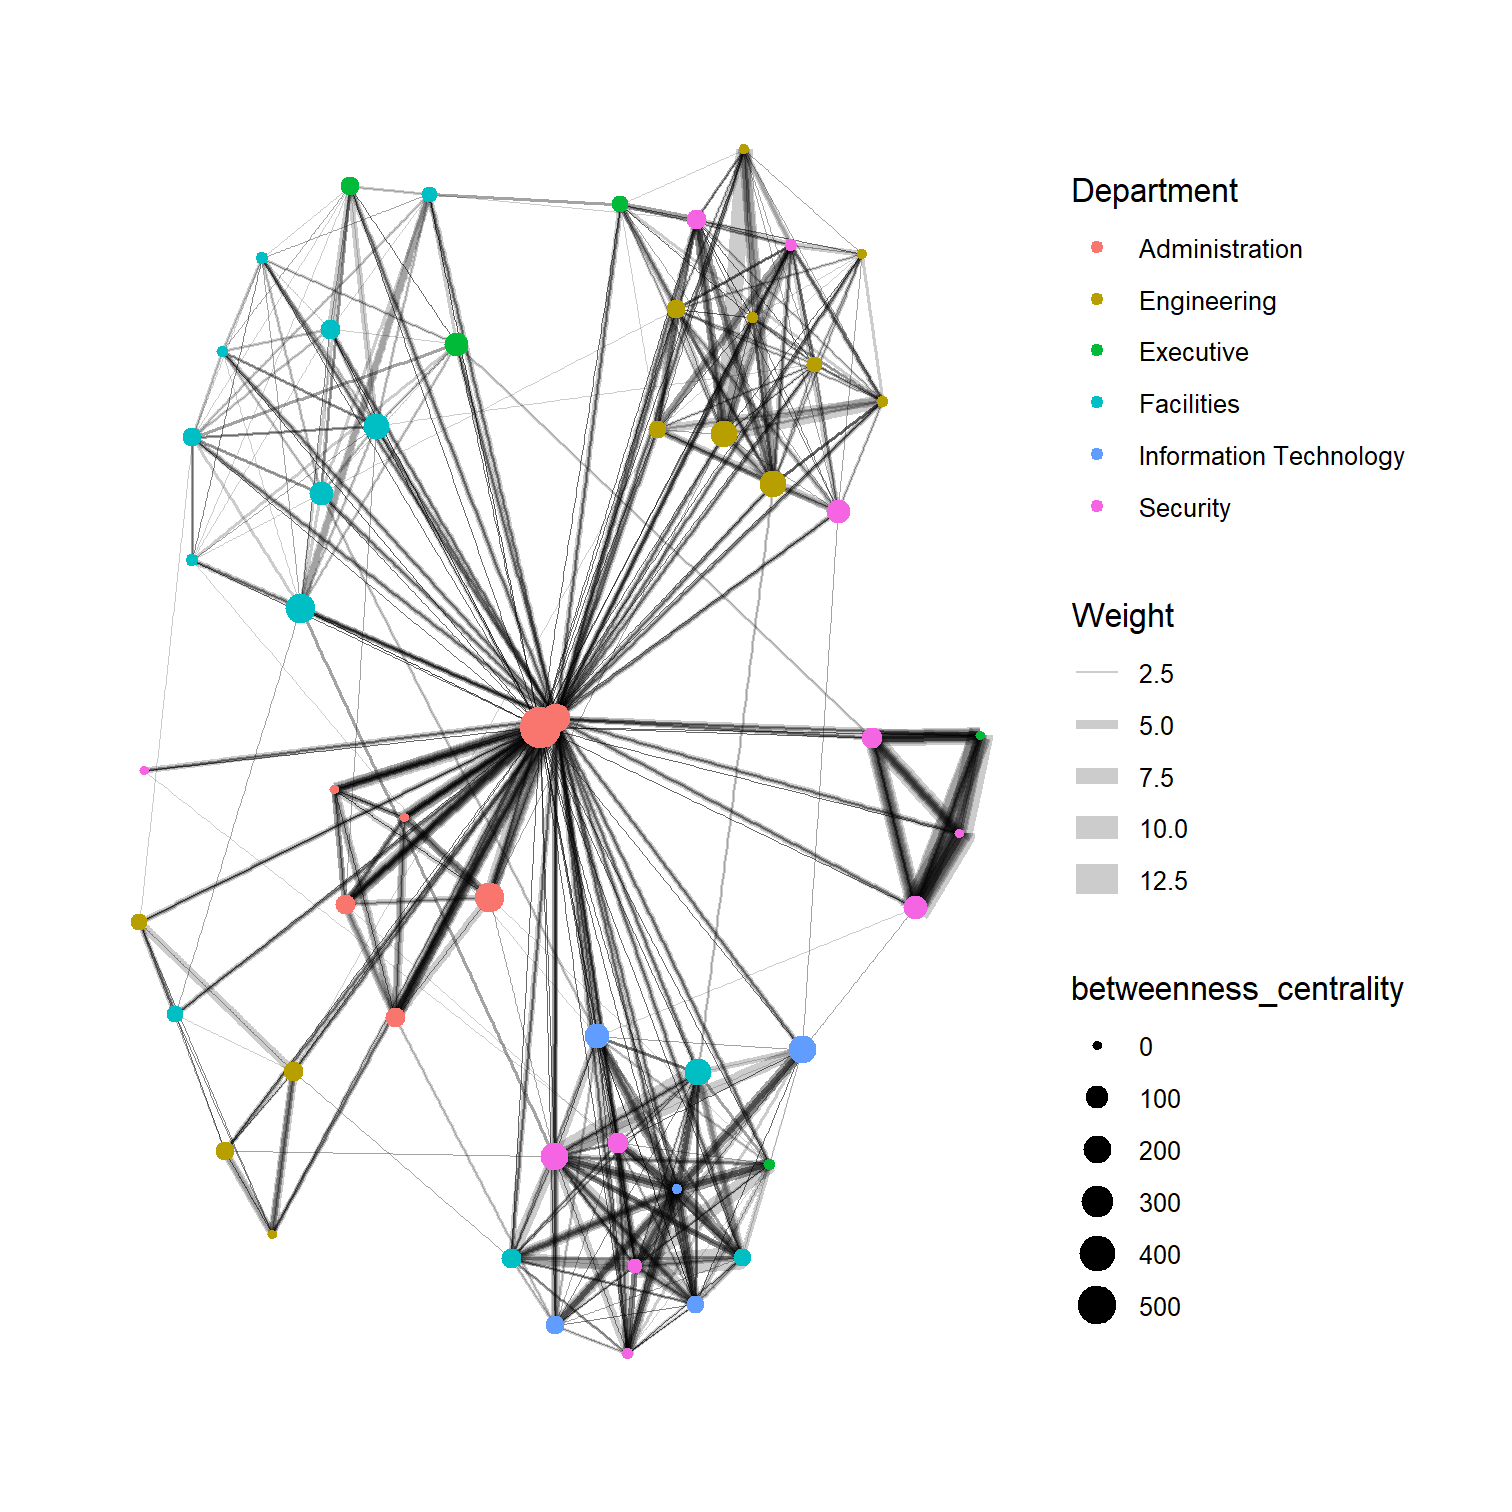 Department
Administration
Engineering
Executive
Facilities
Information Technology
Security
Weight
2.5
5.0
7.5
10.0
12.5
betweenness_centrality
0
100
200
300
400
500